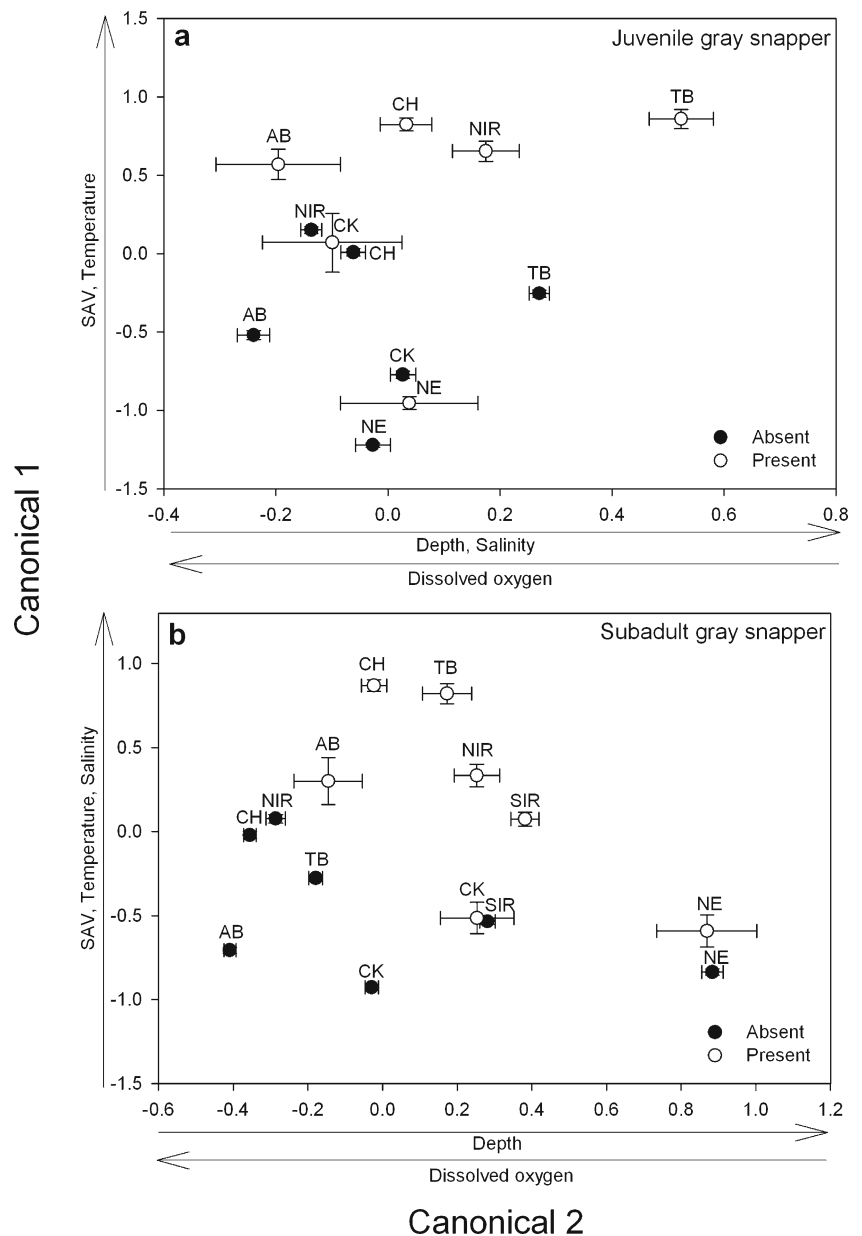 a
Juvenile gray snapper
1.5
1.0
0.5
0.0
-0.5
-1.0
-1.5
SAV, Temperature
CH
TB
AB
NIR
NIR
CK
CH
TB
AB
CK
NE
NE
Absent
Present
-0.4
-0.2
0.0
0.2
0.4
0.6
0.8
Depth, Salinity
Dissolved oxygen
Canonical 1
b
Subadult gray snapper
1.0
0.5
0.0
-0.5
-1.0
-1.5
SAV, Temperature, Salinity
CH
TB
AB
NIR
CH
NIR
SIR
TB
CK
SIR
NE
AB
CK
NE
Absent
Present
-0.6
-0.4
-0.2
0.0
0.2
0.4
0.6
0.8
1.0
1.2
Depth
Dissolved oxygen
Canonical 2